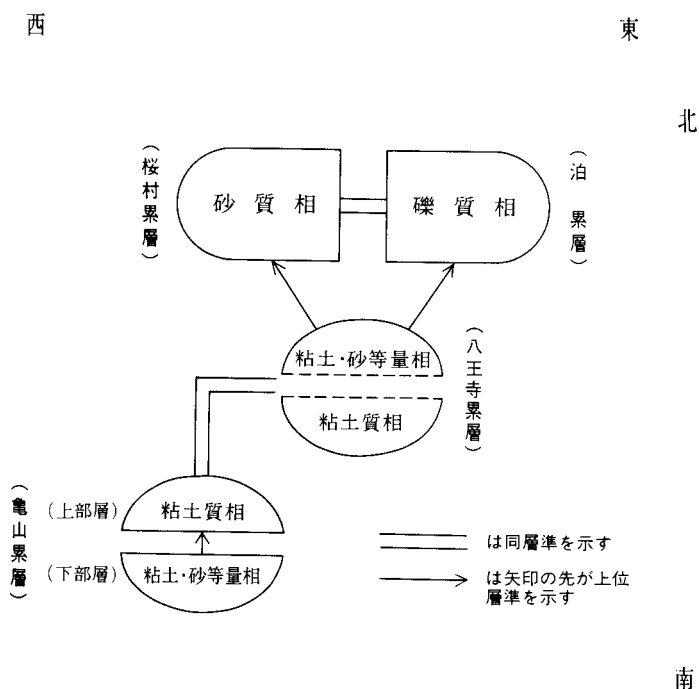 西
東
北
（桜村累層）
砂質相
礫質相
（泊累層）
粘土・砂等量相
粘土質相
（八王寺累層）
（亀山累層）
（上部層）
粘土質相
（下部層）
粘土・砂等量相
は同層準を示す
は矢印の先が上位
層準を示す
南